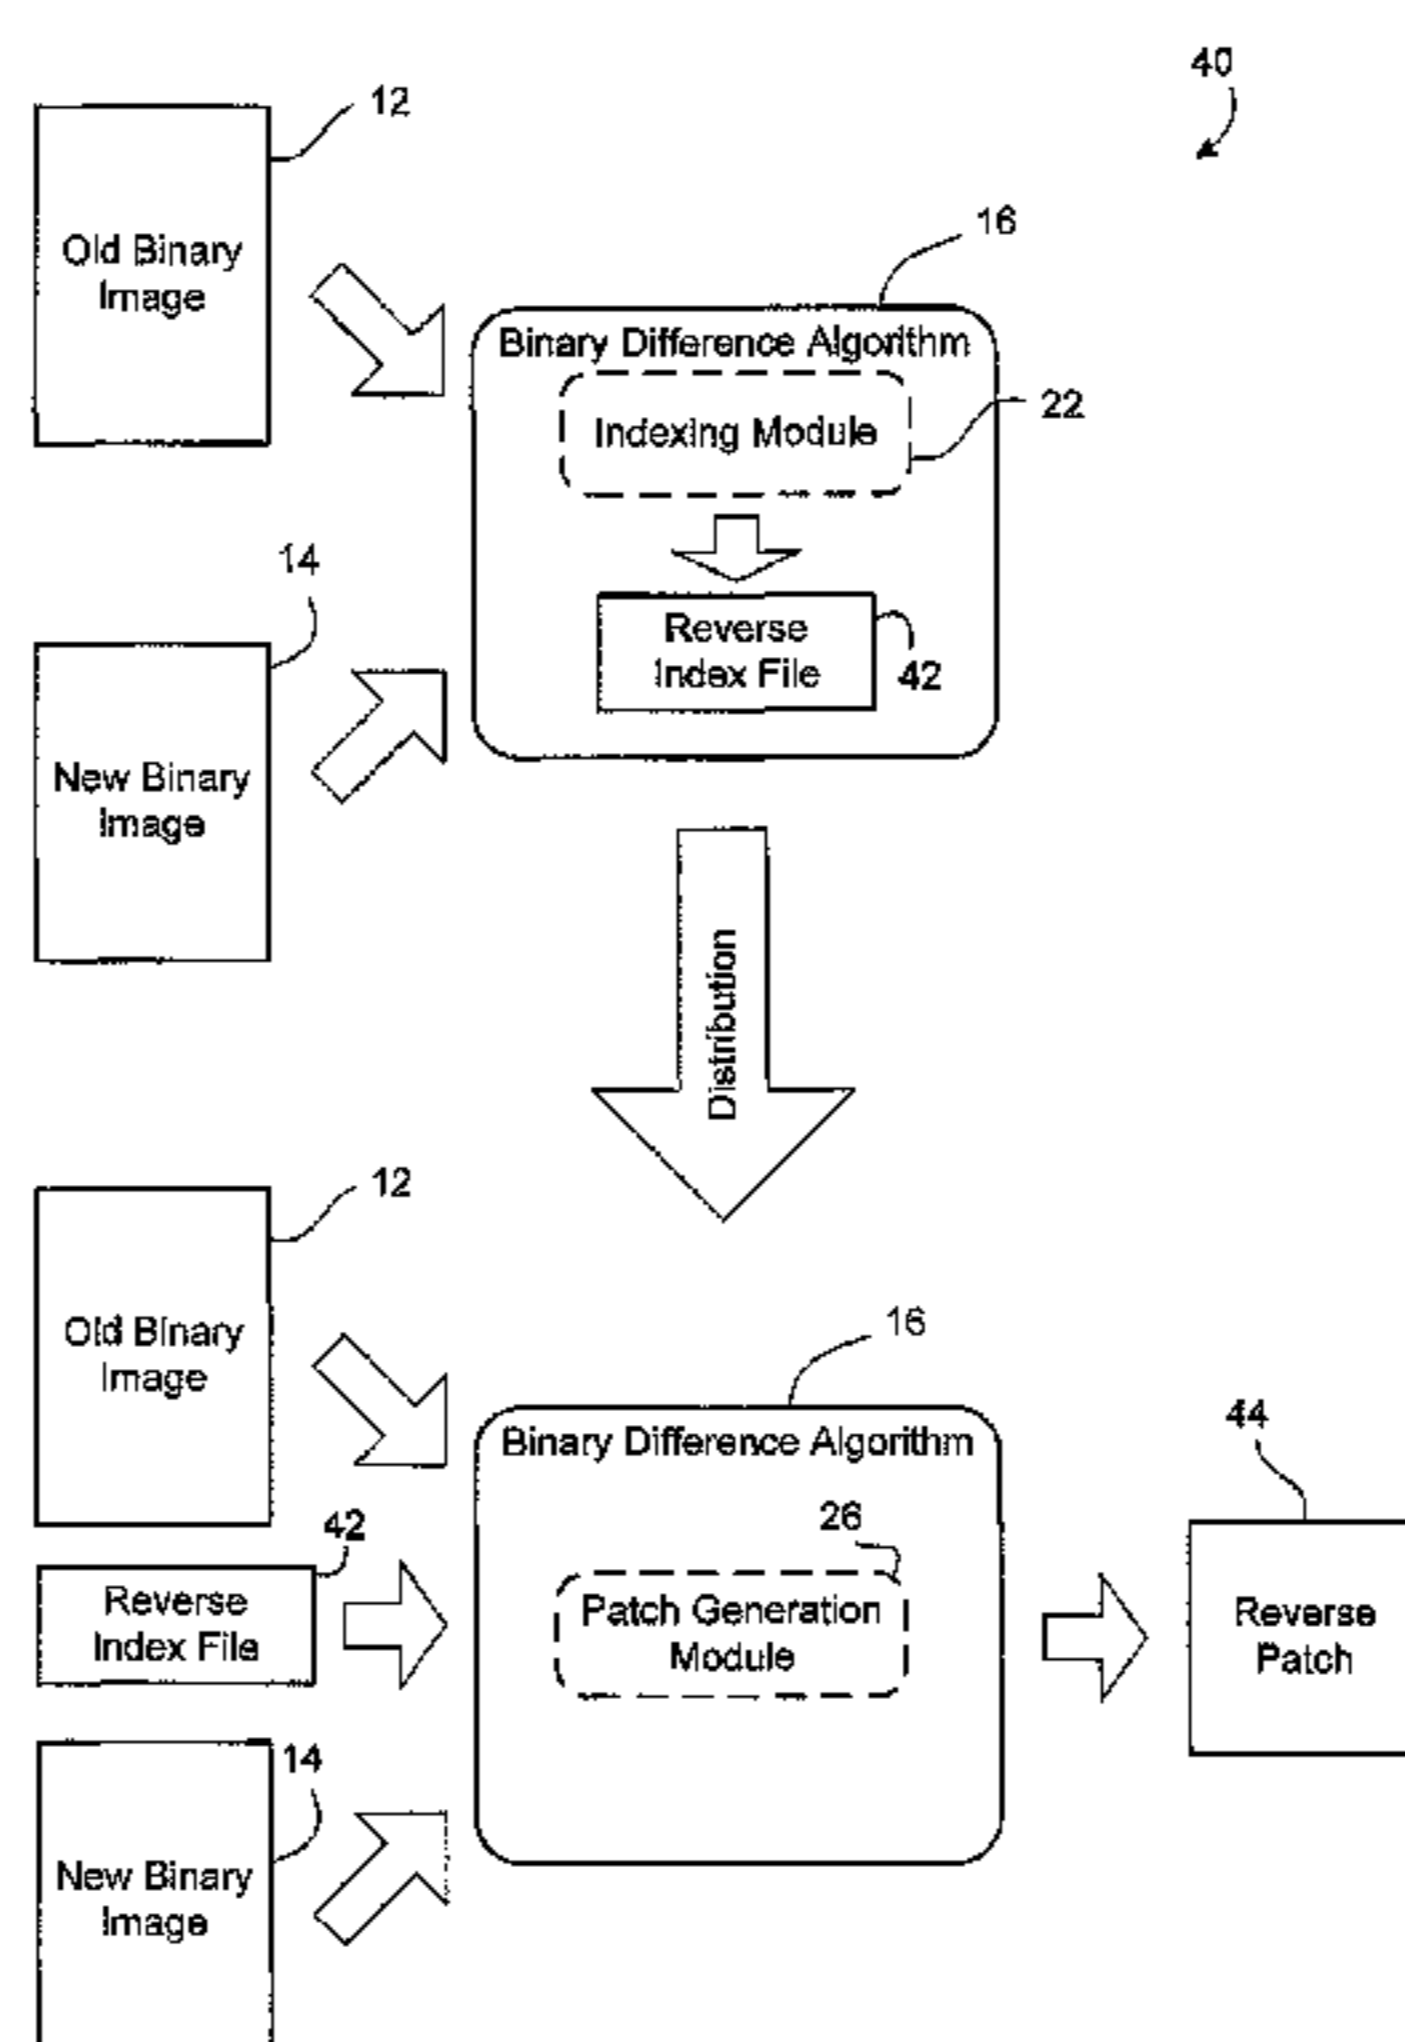 40
12
Old Binary
Image
16
Binary Difference Algorithm
Indexing Module
22
14
Reverse
Index File
42
New Binary
Image
Distribution
12
Old Binary
Image
16
Binary Difference Algorithm
44
42
26
Reverse
Index File
Patch Generation
Module
Reverse
Patch
14
New Binary
Image